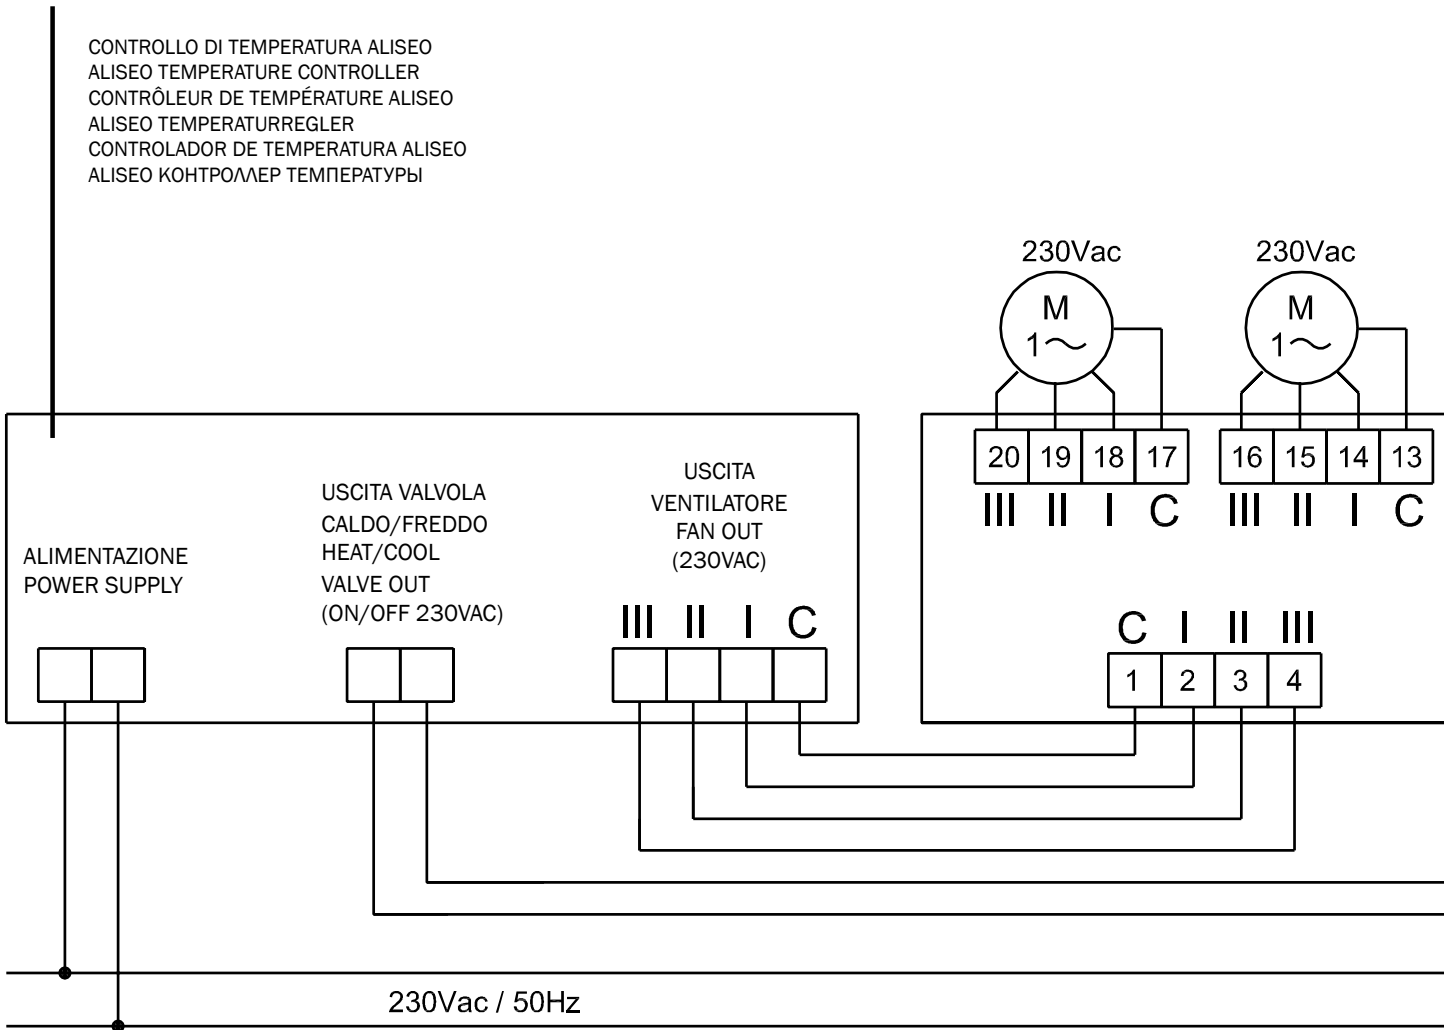 CONTROLLO DI TEMPERATURA ALISEO
ALISEO TEMPERATURE CONTROLLER
CONTRÔLEUR DE TEMPÉRATURE ALISEO
ALISEO TEMPERATURREGLER
CONTROLADOR DE TEMPERATURA ALISEO
ALISEO КОНТРОЛЛЕР ТЕМПЕРАТУРЫ
230Vac 230Vac
M M
1~ 1~
20 19 18 17 16 15 14 13
III II I C III II I C
ALIMENTAZIONE
POWER SUPPLY
USCITA VALVOLA
CALDO/FREDDO
HEAT/COOL
VALVE OUT
(ON/OFF 230VAC)
USCITA
VENTILATORE
FAN OUT
(230VAC)
III II I C
C I II III
1 2 3 4
230Vac / 50Hz